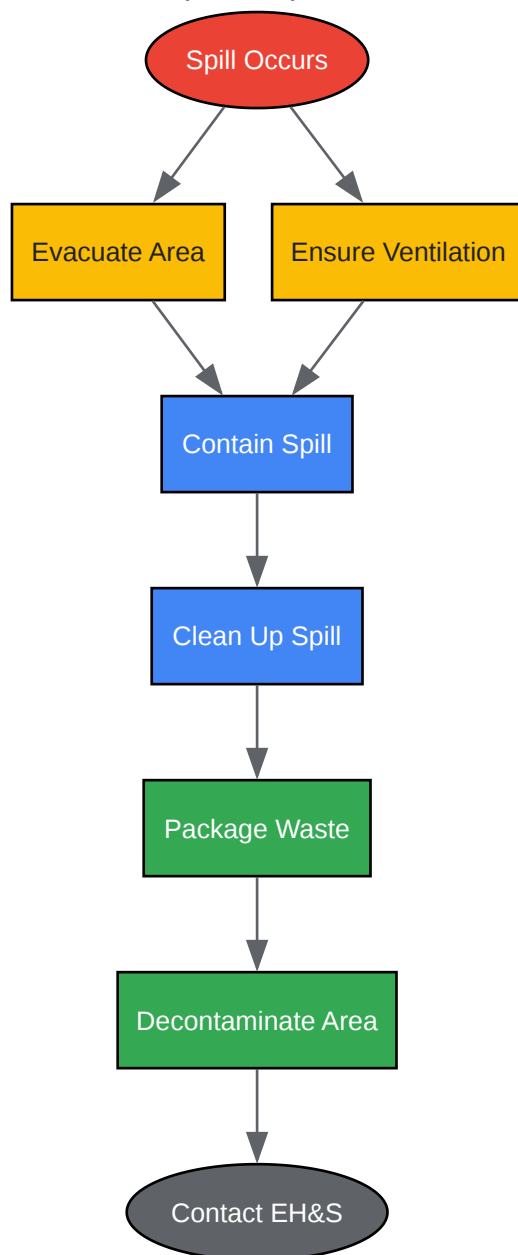 Spill Occurs
Evacuate Area
Ensure Ventilation
Contain Spill
Clean Up Spill
Package Waste
Decontaminate Area
Contact EH&S